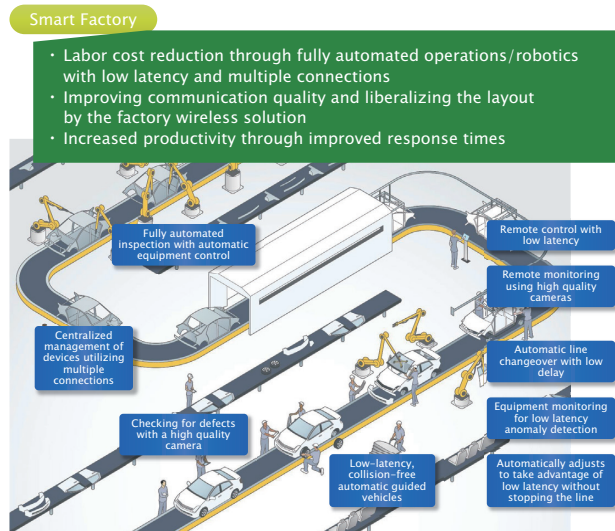 Smart Factory
・Labor cost reduction through fully automated operations/robotics
with low latency and multiple connections
・Improving communication quality and liberalizing the layout
by the factory wireless solution
・Increased productivity through improved response times
Fully automated
inspection with automatic
equipment control
Remote control with
low latency
Remote monitoring
using high quality
cameras
Centralized
management of
devices utilizing
multiple
connections
Automatic line
changeover with low
delay
Checking for defects
with a high quality
camera
Equipment monitoring
for low latency
anomaly detection
Low-latency,
collision-free
automatic guided
vehicles
Automatically adjusts
to take advantage of
low latency without
stopping the line